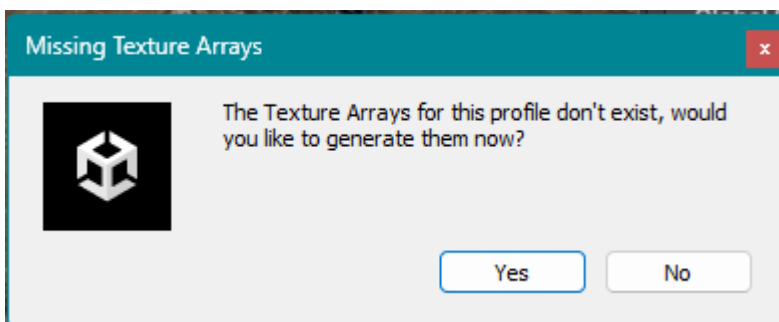 Missing Texture Arrays
The Texture Arrays for this profile don't exist, would
you like to generate them now?
Yes
No